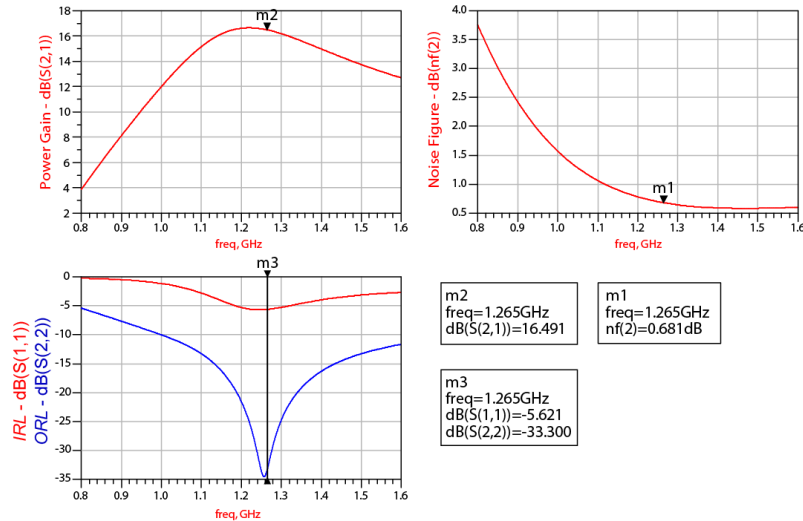 m2
18
16
14
12
10
8
6
4
2
Power Gain - dB(S(2,1)
0.8 0.9 1.0 1.1 1.2 1.3 1.4 1.5 1.6
freq, GHz
m1
4.0
3.5
3.0
2.5
2.0
1.5
1.0
0.5
Noise Figure - dB(nf(2)
0.8 0.9 1.0 1.1 1.2 1.3 1.4 1.5 1.6
freq, GHz
m3
0
-5
-10
-15
-20
-25
-30
-35
IRL - dB(S(1,1))
ORL - dB(S(2,2))
0.8 0.9 1.0 1.1 1.2 1.3 1.4 1.5 1.6
freq, GHz
m2
freq=1.265GHz
dB(S(2,1))=16.491
m1
freq=1.265GHz
nf(2)=0.681dB
m3
freq=1.265GHz
dB(S(1,1))=-5.621
dB(S(2,2))=-33.300